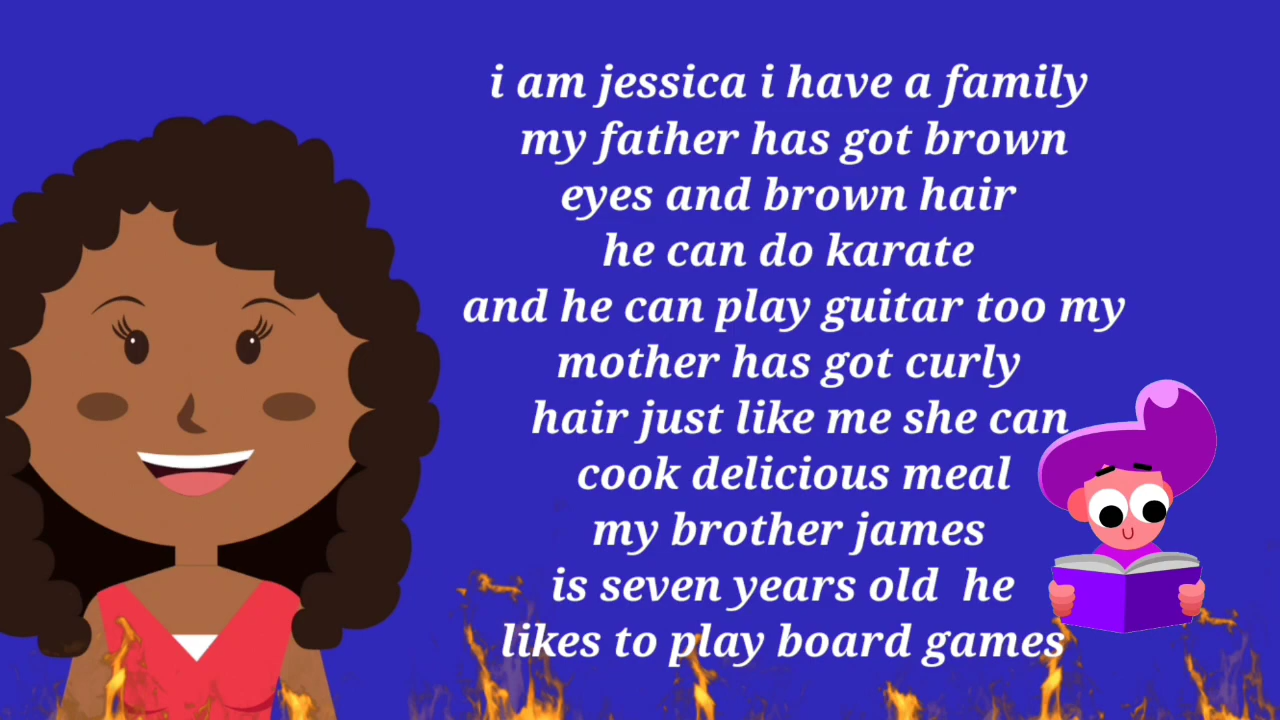 i am jessica i have a family
my father has got brown
eyes and brown hair
he can do karate
and he can play guitar too my
mother has got curly
hair just like me she can
cook delicious meal
my brother james
is seven years old  he
likes to play board games